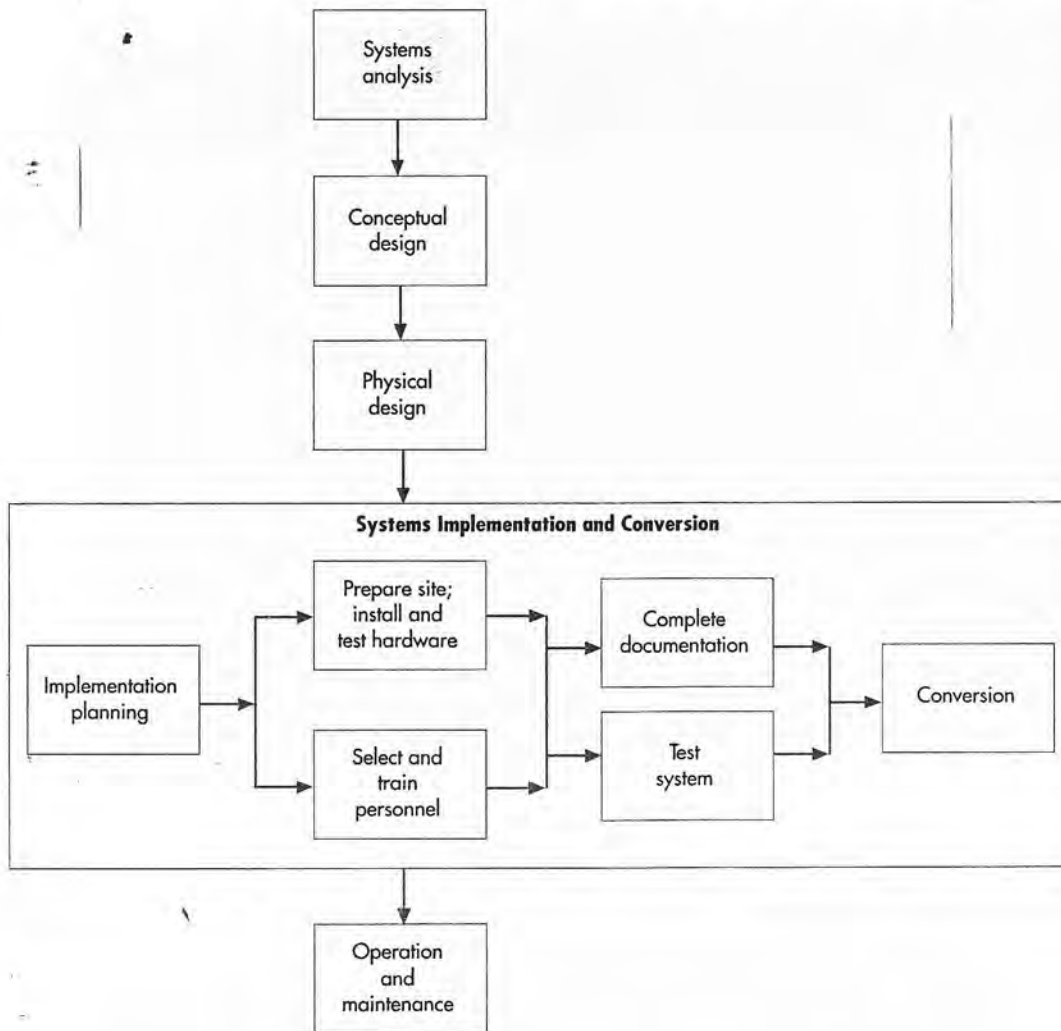 Systems
analysis
Conceptual
design
Physical
design
Systems Implementation and Conversion
Prepare site;
install and
test hardware
Complete
documentation
Implementation
planning
Conversion
Select and
train
personnel
Test
system
Operation
and
maintenance